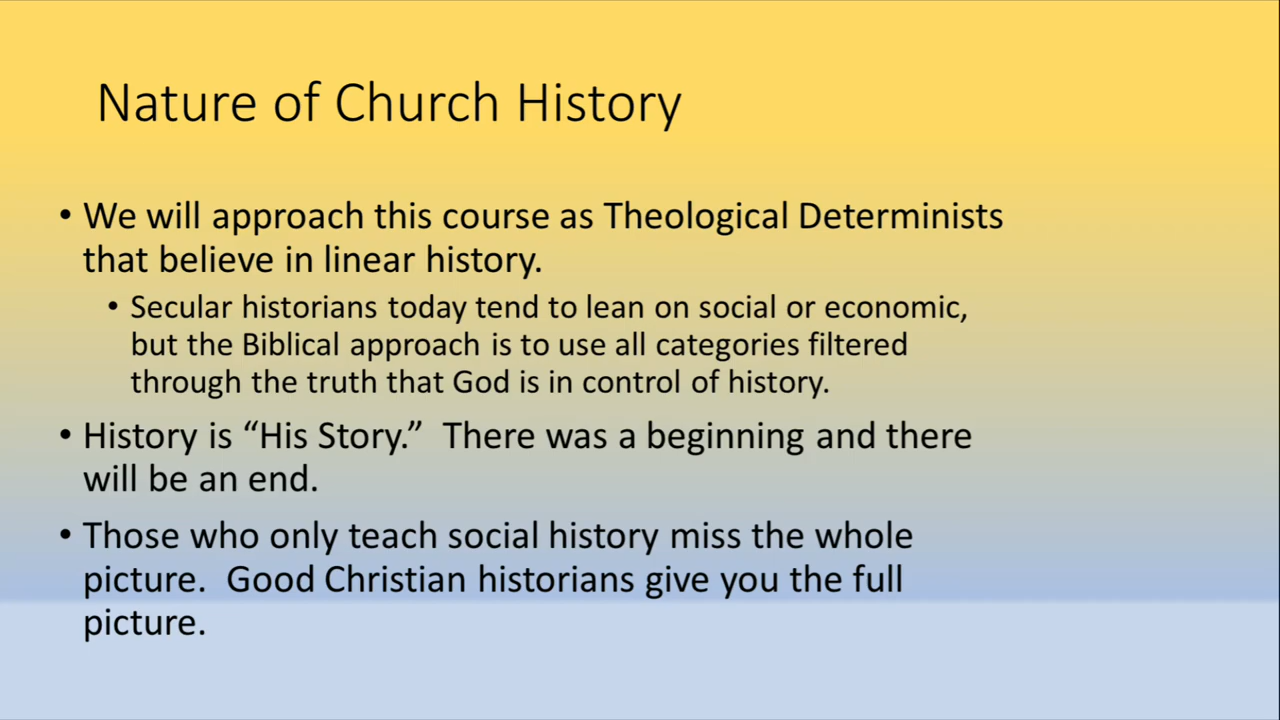 Nature of Church History
• We will approach this course as Theological Determinists
that believe in linear history.
• Secular historians today tend to lean on social or economic,
but the Biblical approach is to use all categories filtered
through the truth that God is in control of history.
• History is “His Story.”  There was a beginning and there
will be an end.
• Those who only teach social history miss the whole
picture.  Good Christian historians give you the full
picture.